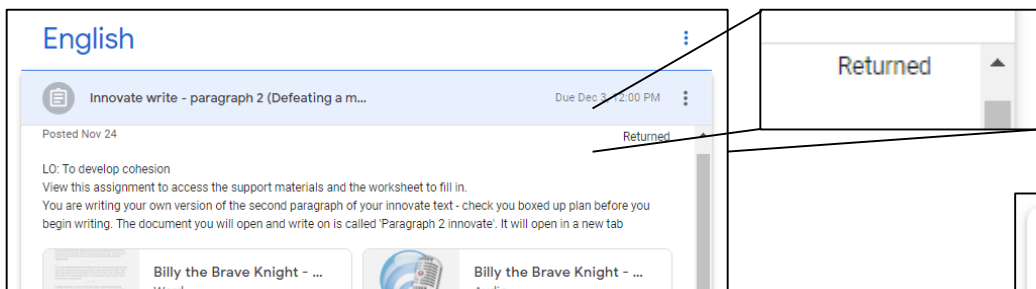 English
Innovate write - paragraph 2 (Defeating a m...
Due Dec 3, 12:00 PM
Posted Nov 24
Returned
LO: To develop cohesion
View this assignment to access the support materials and the worksheet to fill in.
You are writing your own version of the second paragraph of your innovate text - check you boxed up plan before you
begin writing. The document you will open and write on is called 'Paragraph 2 innovate'. It will open in a new tab
Billy the Brave Knight - ...
Billy the Brave Knight - ...
Returned